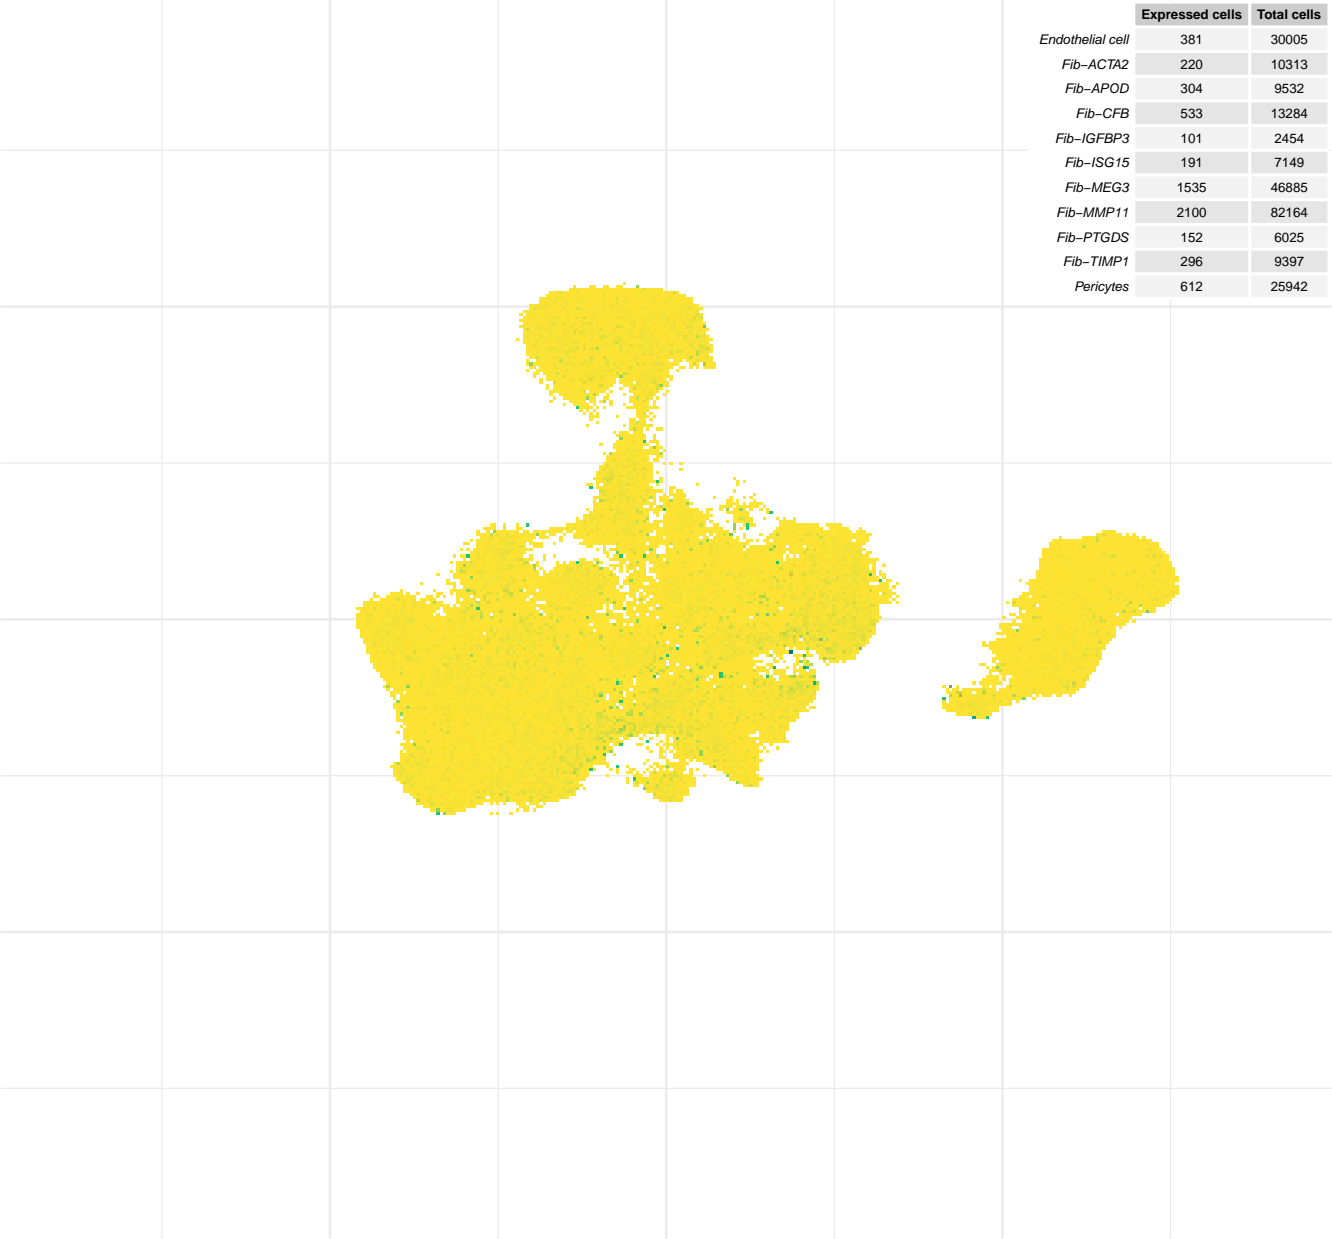 Expressed cells Total cells
Endothelial cell 381 30005
Fib−ACTA2 220 10313
Fib−APOD 304 9532
Fib−CFB 533 13284
Fib−IGFBP3 101 2454
Fib−ISG15 191 7149
Fib−MEG3 1535 46885
Fib−MMP11 2100 82164
Fib−PTGDS 152 6025
Fib−TIMP1 296 9397
Pericytes 612 25942